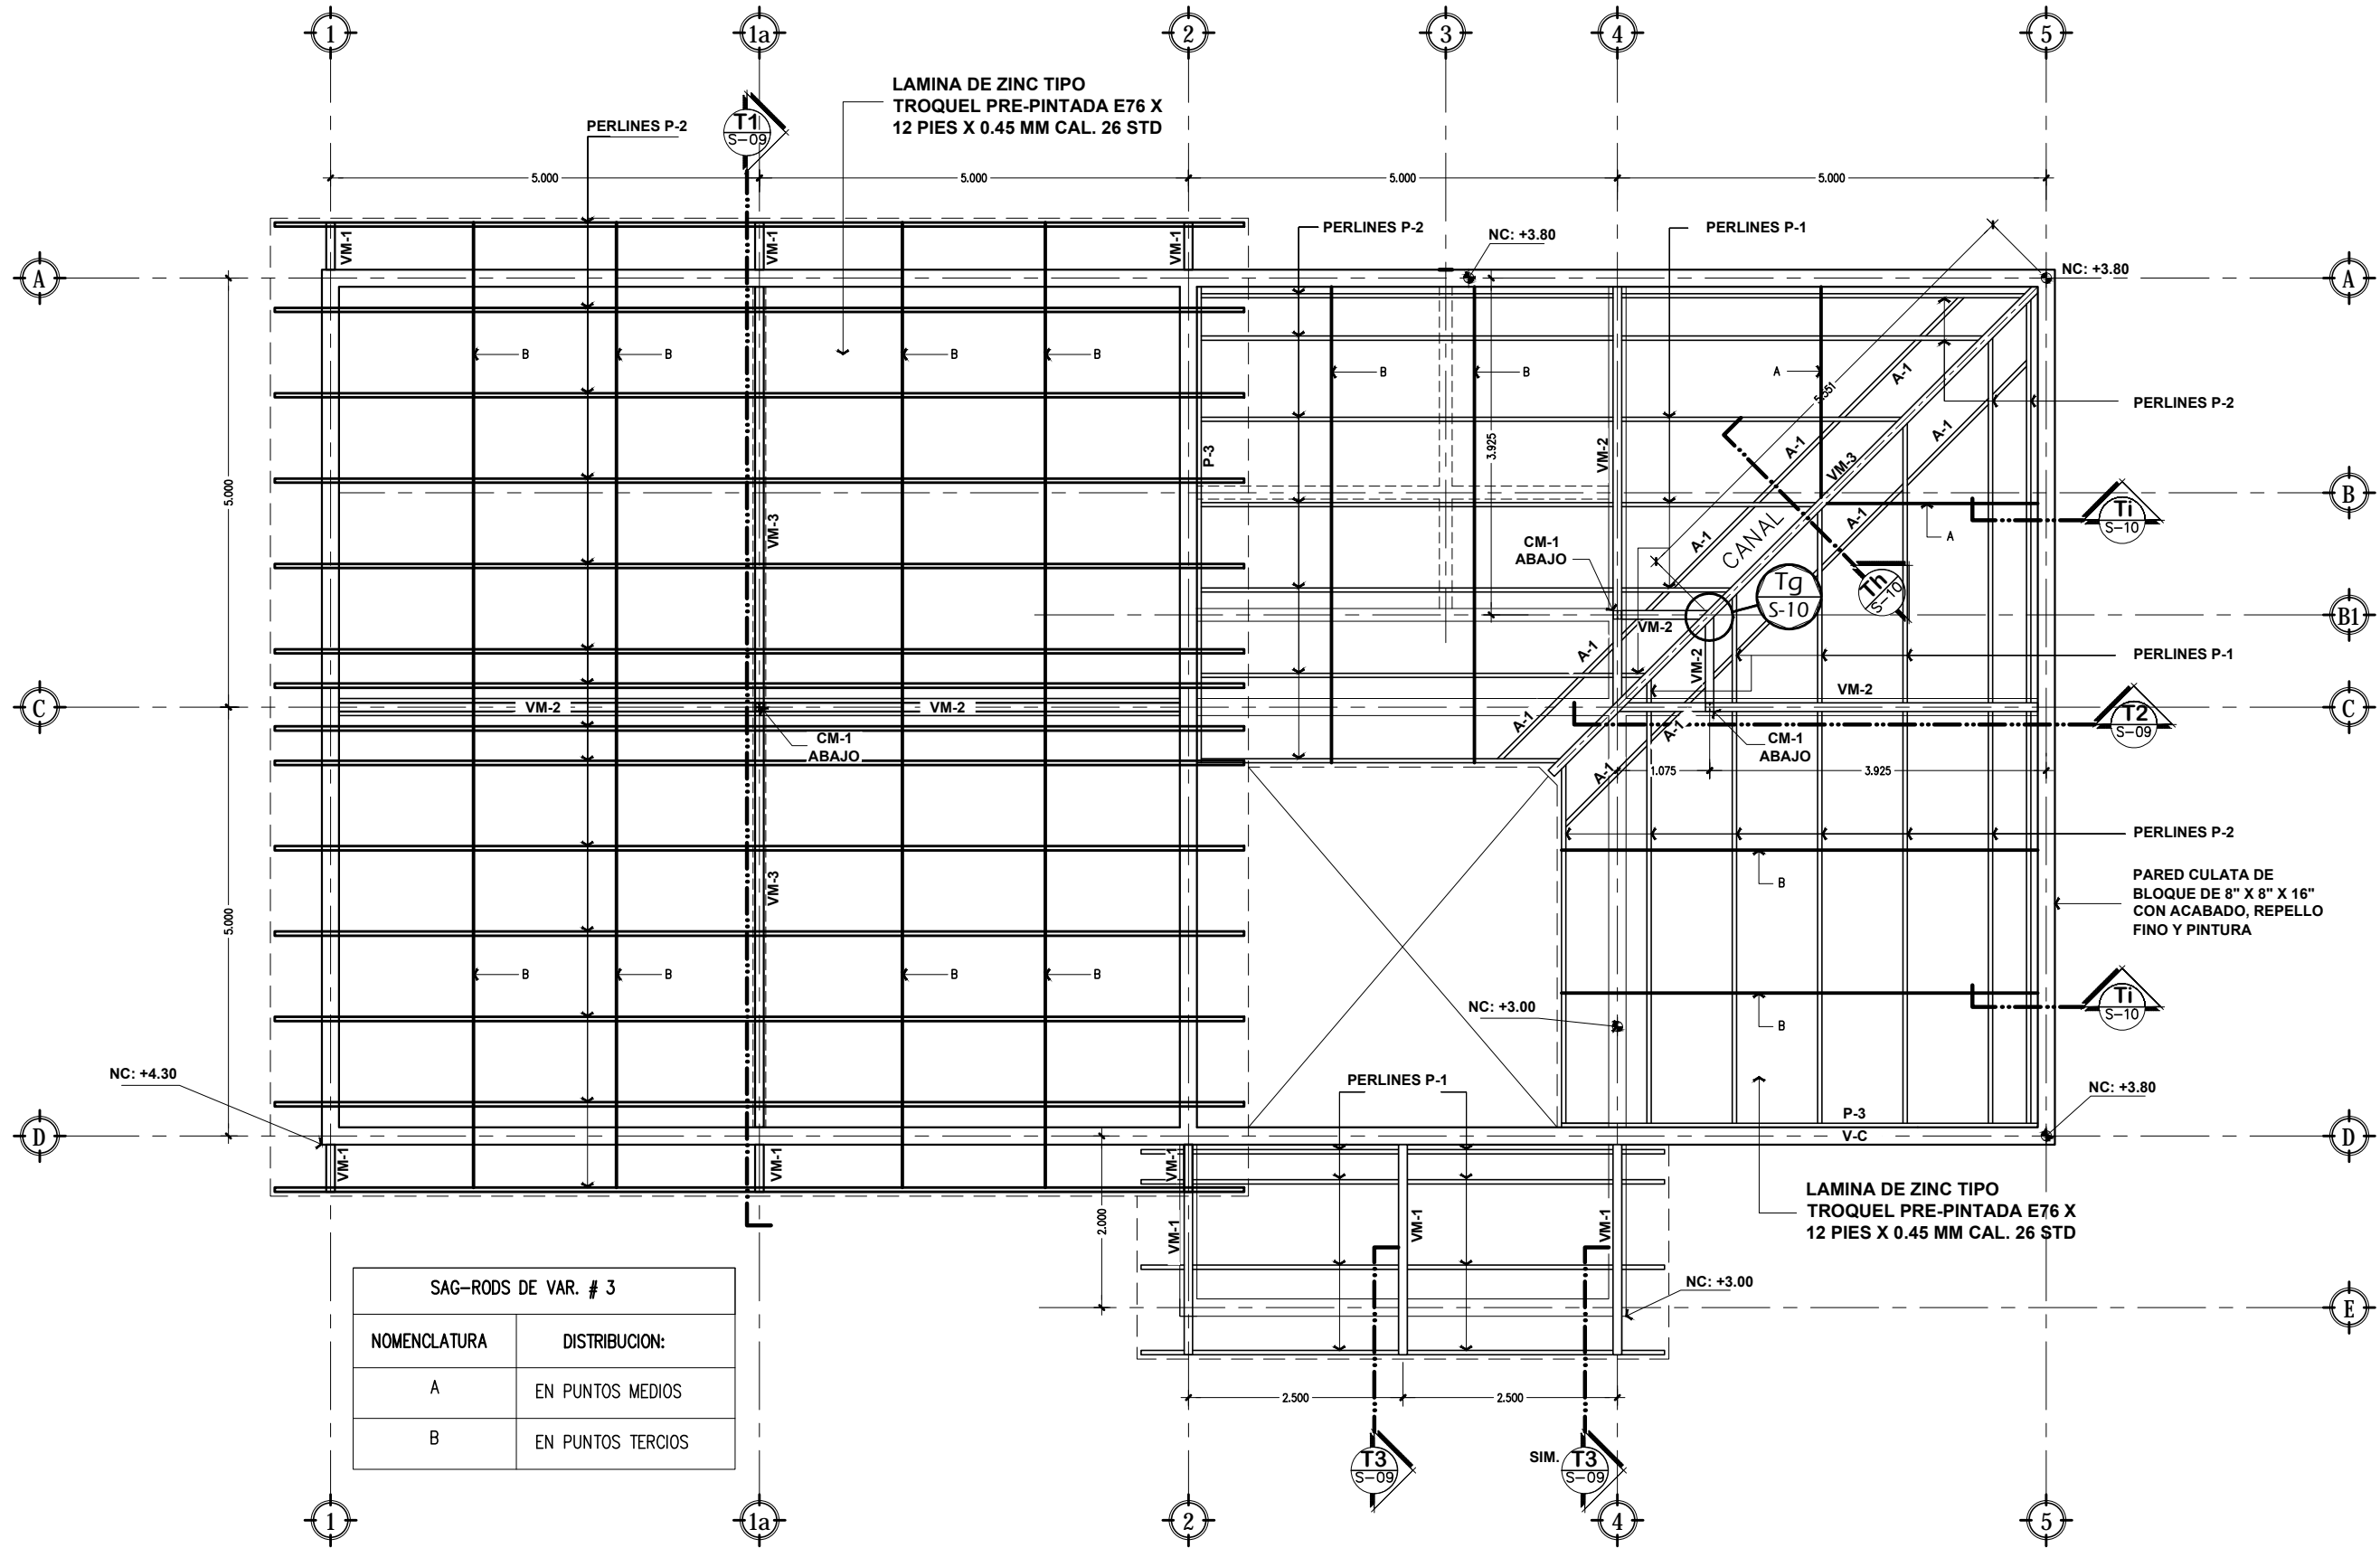 1
1a
2
3
4
5
LAMINA DE ZINC TIPO
TROQUEL PRE-PINTADA E76 X
12 PIES X 0.45 MM CAL. 26 STD
T1
S-09
PERLINES P-2
5.000
5.000
5.000
5.000
PERLINES P-2
PERLINES P-1
NC: +3.80
NC: +3.80
VM-1
VM-1
VM-1
A
A
B
B
B
B
B
B
A
5.551
A-1
PERLINES P-2
A-1
A-1
3.925
P-3
VM-2
VM-3
5.000
B
Ti
S-10
VM-3
A-1
CANAL
A-1
A
CM-1
ABAJO
Tg
S-10
Th
S-10
B1
VM-2
A-1
VM-2
PERLINES P-1
VM-2
C
VM-2
VM-2
C
A-1
A-1
T2
S-09
CM-1
ABAJO
CM-1
ABAJO
A-1
1.075
3.925
PERLINES P-2
VM-3
B
5.000
PARED CULATA DE
BLOQUE DE 8" X 8" X 16"
CON ACABADO, REPELLO
FINO Y PINTURA
B
B
B
B
Ti
S-10
NC: +3.00
B
NC: +4.30
PERLINES P-1
NC: +3.80
P-3
V-C
D
D
VM-1
VM-1
VM-1
LAMINA DE ZINC TIPO
TROQUEL PRE-PINTADA E76 X
12 PIES X 0.45 MM CAL. 26 STD
2.000
VM-1
VM-1
VM-1
NC: +3.00
E
SAG-RODS DE VAR. # 3
NOMENCLATURA
DISTRIBUCION:
A
EN PUNTOS MEDIOS
B
EN PUNTOS TERCIOS
2.500
2.500
T3
S-09
SIM.
T3
S-09
1
1a
2
4
5